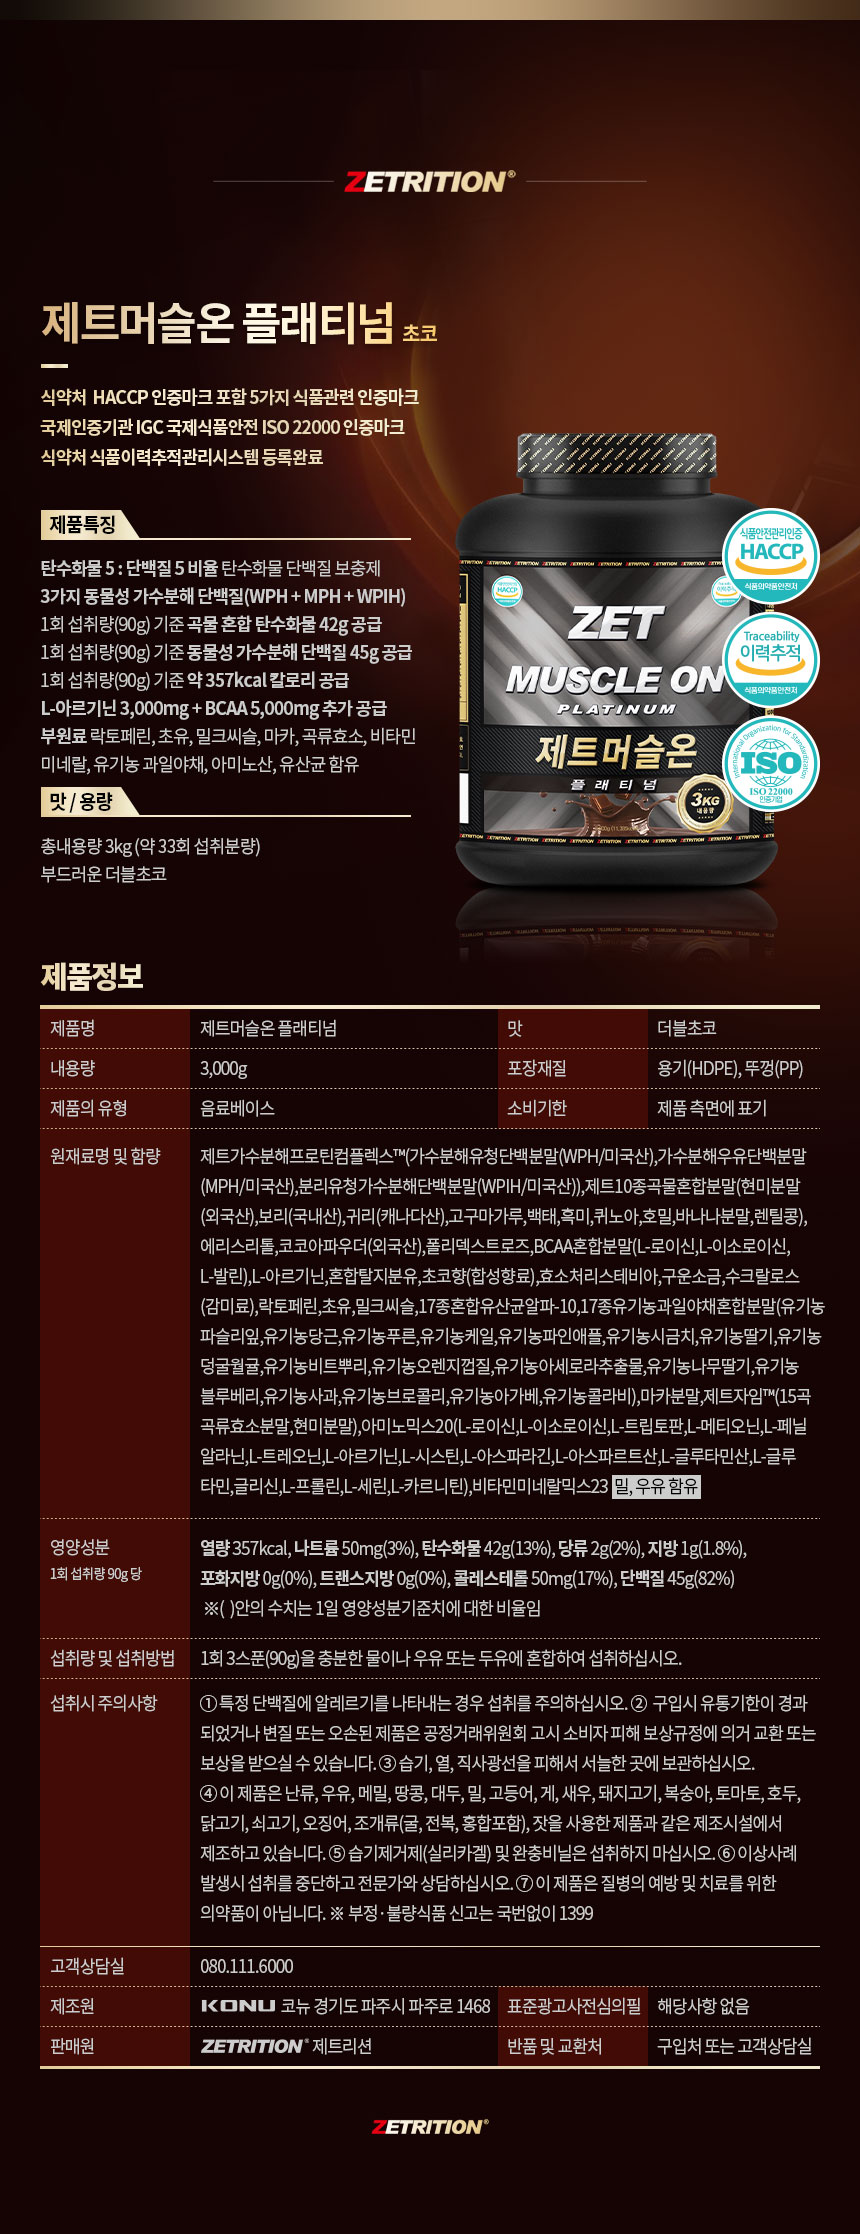 ZETRITION®
제트머슬온 플래티넘 초코
식약처 HACCP 인증마크 포함 5가지 식품관련 인증마크
국제인증기관 IGC 국제식품안전 ISO 22000 인증마크
식약처 식품이력추적관리시스템 등록완료
제품특징
탄수화물 5 : 단백질 5 비율 탄수화물 단백질 보충제
3가지 동물성 가수분해 단백질(WPH + MPH + WPIH)
1회 섭취량(90g) 기준 곡물 혼합 탄수화물 42g 공급
1회 섭취량(90g) 기준 동물성 가수분해 단백질 45g 공급
1회 섭취량(90g) 기준 약 357kcal 칼로리 공급
L-아르기닌 3,000mg + BCAA 5,000mg 추가 공급
부원료 락토페린, 초유, 밀크씨슬, 마카, 곡류효소, 비타민
미네랄, 유기농 과일야채, 아미노산, 유산균 함유
맛 / 용량
총내용량 3kg (약 33회 섭취분량)
부드러운 더블초코
HACCP
ZET
MUSCLE ON
PLATINUM
제트머슬온
플래티넘
3KG
내용량
식품안전관리인증
HACCP
식품의약품안전처
Traceability
이력추적
식품의약품안전처
International Organization for Standardization
ISO
ISO 22000
인증기업
제품정보
제품명 제트머슬온 플래티넘 맛 더블초코
내용량 3,000g 포장재질 용기(HDPE), 뚜껑(PP)
제품의 유형 음료베이스 소비기한 제품 측면에 표기
원재료명 및 함량 제트가수분해프로틴컴플렉스™(가수분해유청단백분말(WPH/미국산),가수분해우유단백분말
(MPH/미국산),분리유청가수분해단백분말(WPIH/미국산)),제트10종곡물혼합분말(현미분말
(외국산),보리(국내산),귀리(캐나다산),고구마가루,백태,흑미,퀴노아,호밀,바나나분말,렌틸콩),
에리스리톨,코코아파우더(외국산),폴리덱스트로즈,BCAA혼합분말(L-로이신,L-이소로이신,
L-발린),L-아르기닌,혼합탈지분유,초코향(합성향료),효소처리스테비아,구운소금,수크랄로스
(감미료),락토페린,초유,밀크씨슬,17종혼합유산균알파-10,17종유기농과일야채혼합분말(유기농
파슬리잎,유기농당근,유기농푸른,유기농케일,유기농파인애플,유기농시금치,유기농딸기,유기농
덩굴월귤,유기농비트뿌리,유기농오렌지껍질,유기농아세로라추출물,유기농나무딸기,유기농
블루베리,유기농사과,유기농브로콜리,유기농아가베,유기농콜라비),마카분말,제트자임™(15곡
곡류효소분말,현미분말),아미노믹스20(L-로이신,L-이소로이신,L-트립토판,L-메티오닌,L-페닐
알라닌,L-트레오닌,L-아르기닌,L-시스틴,L-아스파라긴,L-아스파르트산,L-글루타민산,L-글루
타민,글리신,L-프롤린,L-세린,L-카르니틴),비타민미네랄믹스23 밀, 우유 함유
영양성분 열량 357kcal, 나트륨 50mg(3%), 탄수화물 42g(13%), 당류 2g(2%), 지방 1g(1.8%),
1회 섭취량 90g 당 포화지방 0g(0%), 트랜스지방 0g(0%), 콜레스테롤 50mg(17%), 단백질 45g(82%)
※( )안의 수치는 1일 영양성분기준치에 대한 비율임
섭취량 및 섭취방법 1회 3스푼(90g)을 충분한 물이나 우유 또는 두유에 혼합하여 섭취하십시오.
섭취시 주의사항 ① 특정 단백질에 알레르기를 나타내는 경우 섭취를 주의하십시오. ② 구입시 유통기한이 경과
되었거나 변질 또는 오손된 제품은 공정거래위원회 고시 소비자 피해 보상규정에 의거 교환 또는
보상을 받으실 수 있습니다. ③ 습기, 열, 직사광선을 피해서 서늘한 곳에 보관하십시오.
④ 이 제품은 난류, 우유, 메밀, 땅콩, 대두, 밀, 고등어, 게, 새우, 돼지고기, 복숭아, 토마토, 호두,
닭고기, 쇠고기, 오징어, 조개류(굴, 전복, 홍합포함), 잣을 사용한 제품과 같은 제조시설에서
제조하고 있습니다. ⑤ 습기제거제(실리카겔) 및 완충비닐은 섭취하지 마십시오. ⑥ 이상사례
발생시 섭취를 중단하고 전문가와 상담하십시오. ⑦ 이 제품은 질병의 예방 및 치료를 위한
의약품이 아닙니다. ※ 부정·불량식품 신고는 국번없이 1399
고객상담실 080.111.6000
제조원 KONU 코뉴 경기도 파주시 파주로 1468 표준광고사전심의필 해당사항 없음
판매원 ZETRITION® 제트리션 반품 및 교환처 구입처 또는 고객상담실
ZETRITION®